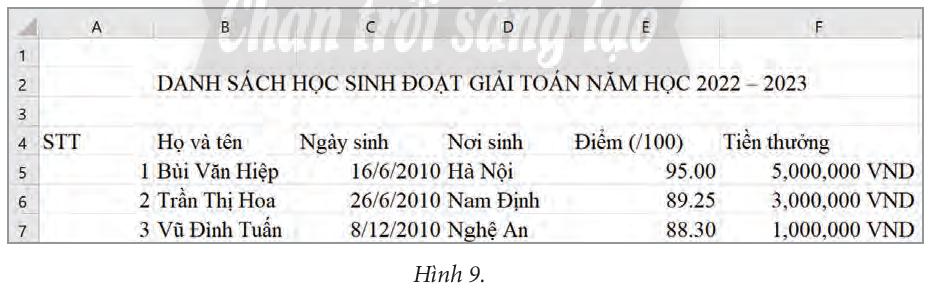 Chân trời sáng tạo
A B C D E F
1
2 DANH SÁCH HỌC SINH ĐOẠT GIẢI TOÁN NĂM HỌC 2022 – 2023
3
4 STT Họ và tên Ngày sinh Nơi sinh Điểm (/100) Tiền thưởng
5 1 Bùi Văn Hiệp 16/6/2010 Hà Nội 95.00 5,000,000 VND
6 2 Trần Thị Hoa 26/6/2010 Nam Định 89.25 3,000,000 VND
7 3 Vũ Đình Tuấn 8/12/2010 Nghệ An 88.30 1,000,000 VND
Hình 9.